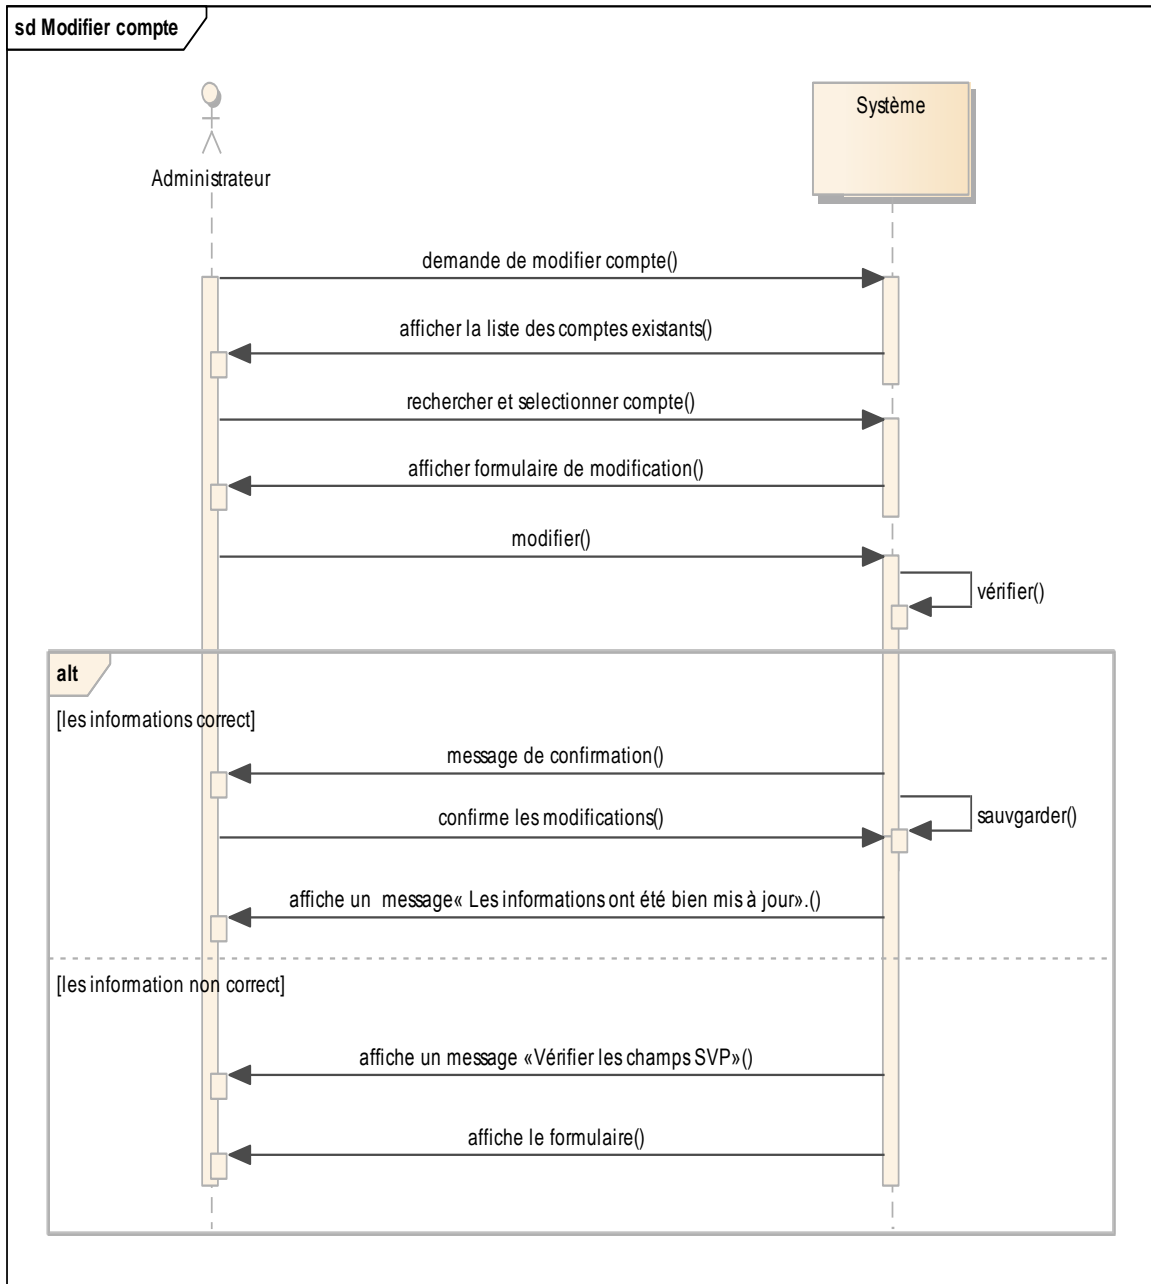 sd Modifier compte
Système
Administrateur
demande de modifier compte()
afficher la liste des comptes existants()
rechercher et selectionner compte()
afficher formulaire de modification()
modifier()
vérifier()
alt
[les informations correct]
message de confirmation()
sauvgarder()
confirme les modifications()
affiche un  message« Les informations ont été bien mis à jour».()
[les information non correct]
affiche un message «Vérifier les champs SVP»()
affiche le formulaire()